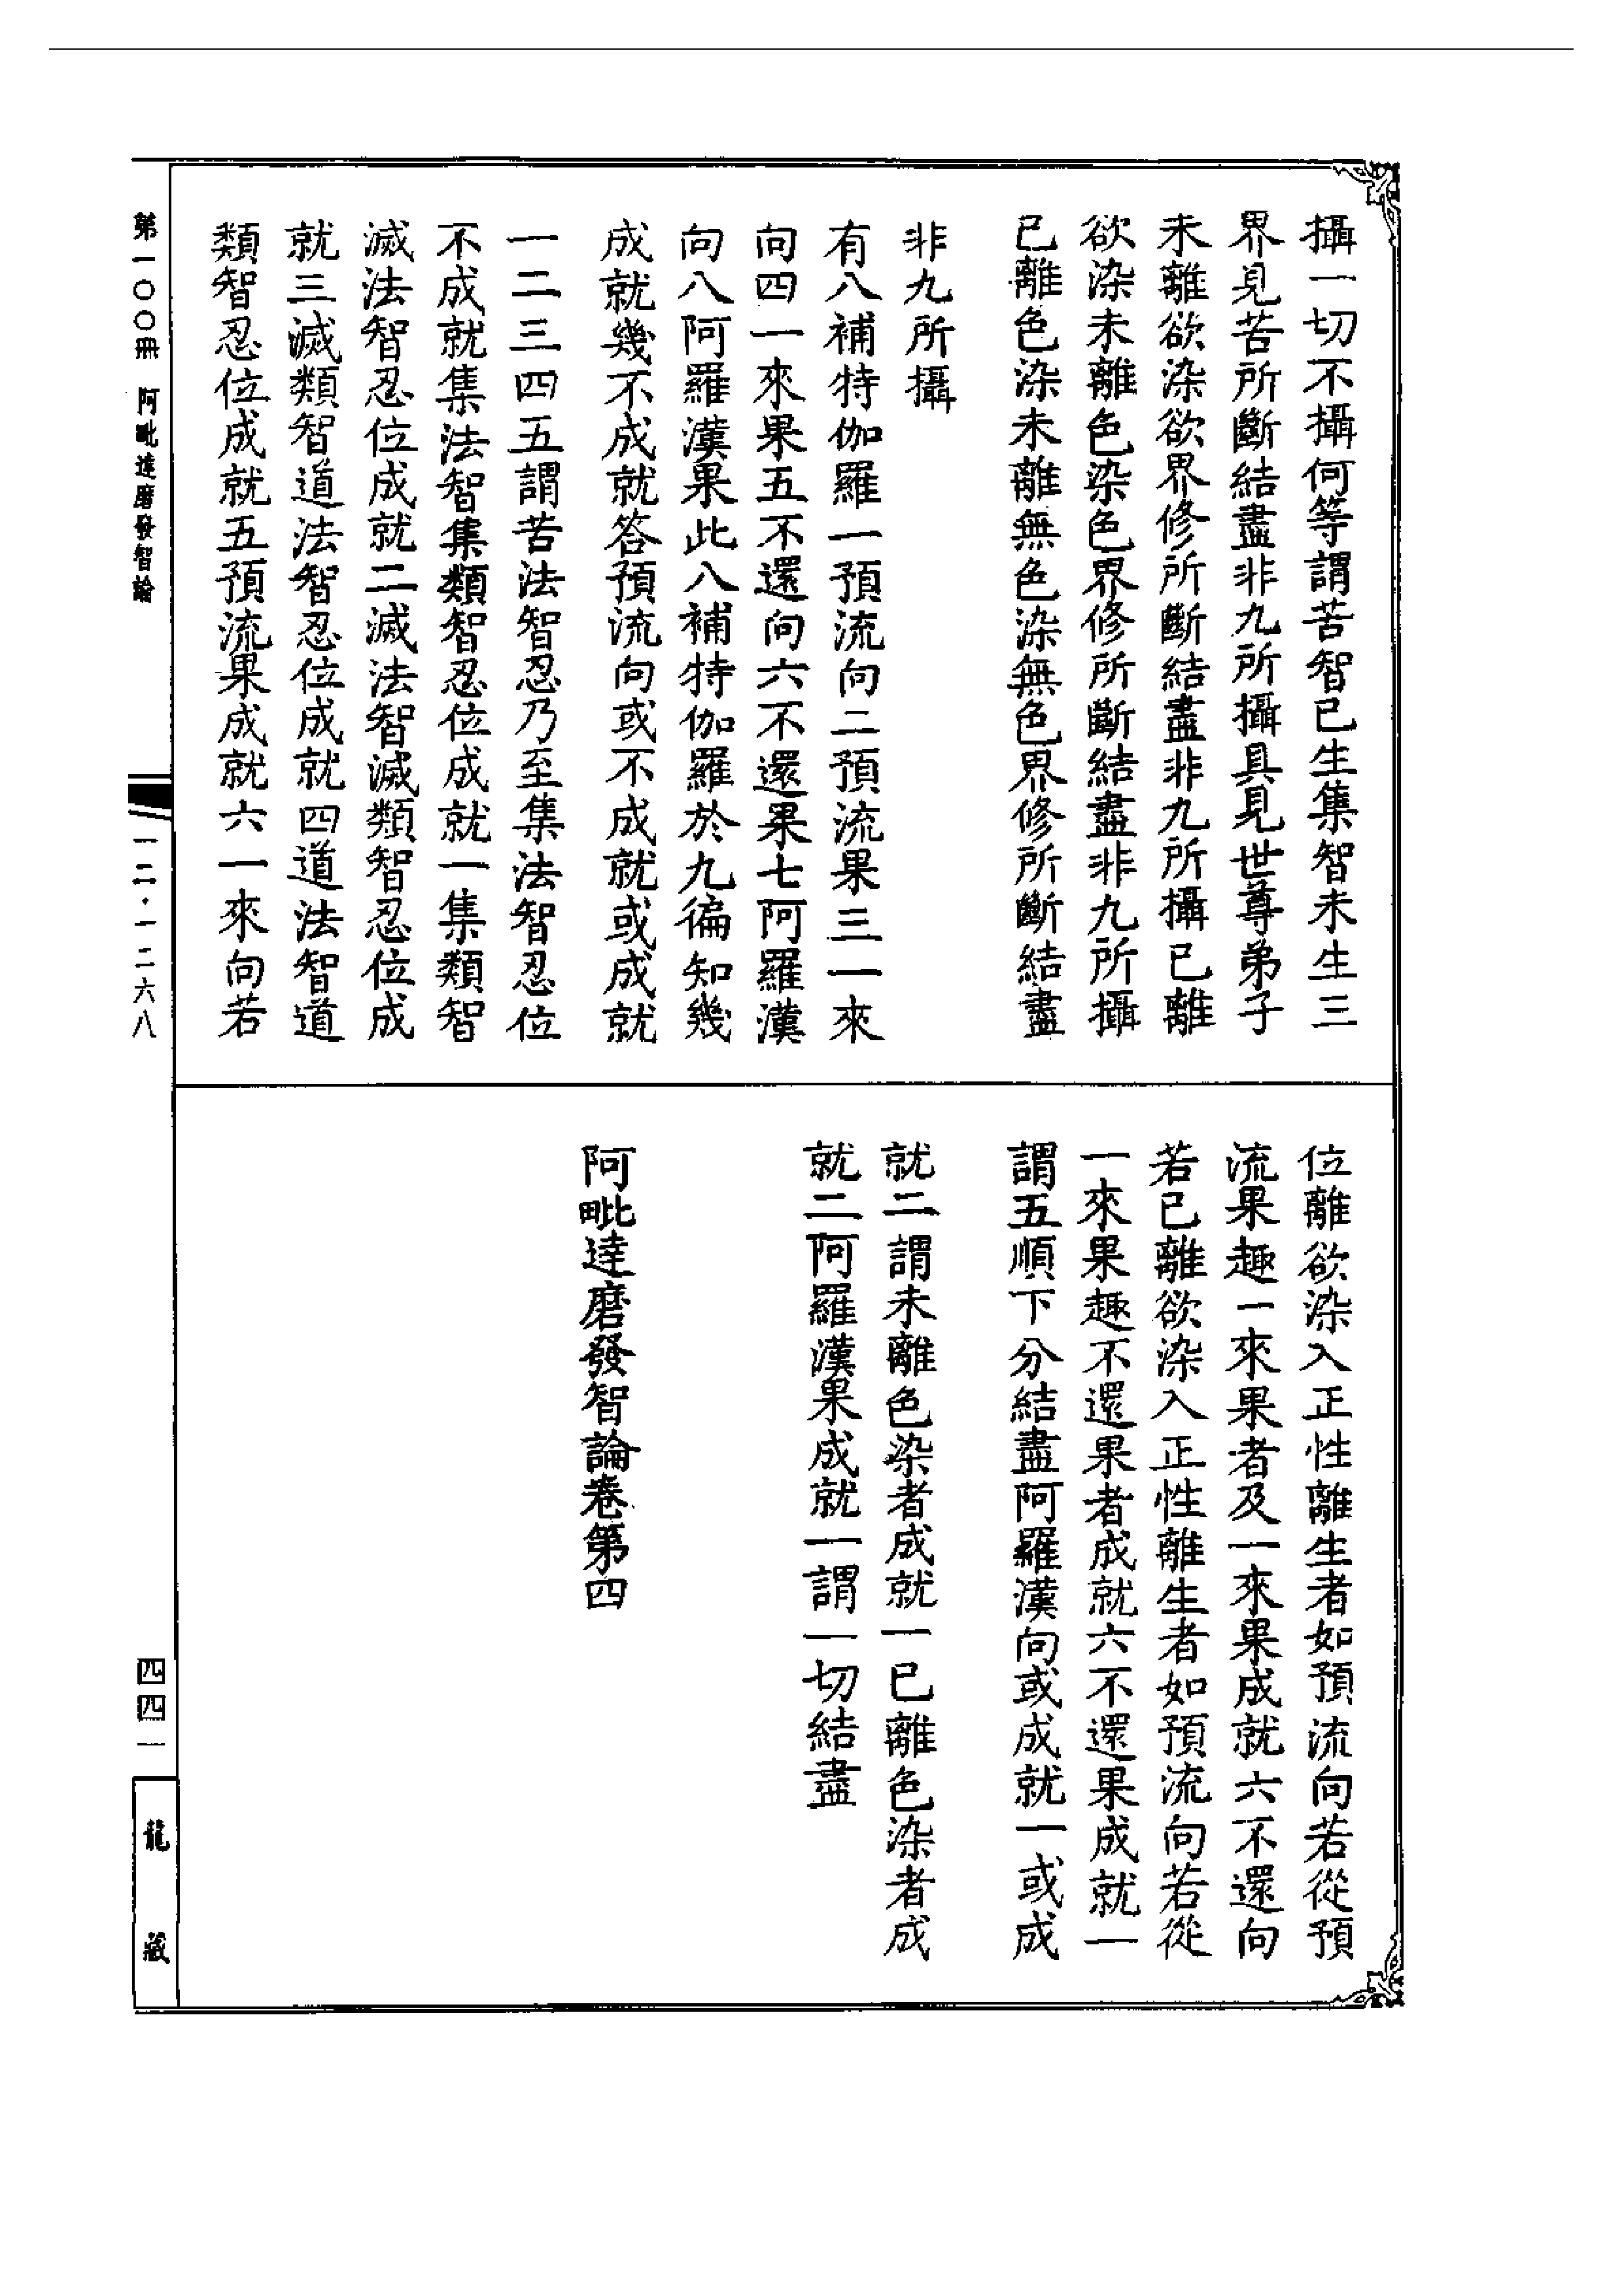 攝一切不攝何等謂苦智已生集智未生三
界見苦所斷結盡非九所攝具見世尊弟子
未離欲染欲界修所斷結盡非九所攝已離
欲染未離色染色界修所斷結盡非九所攝
已離色染未離無色染無色界修所斷結盡
非九所攝
有八補特伽羅一預流向二預流果三一來
向四一來果五不還向六不還果七阿羅漢
向八阿羅漢果此八補特伽羅於九徧知幾
成就幾不成就答預流向或不成就或成就
一二三四五謂苦法智忍乃至集法智忍位
不成就集法智集類智忍位成就一集類智
滅法智忍位成就二滅法智滅類智忍位成
就三滅類智道法智忍位成就四道法智道
類智忍位成就五預流果成就六一來向若
位離欲染入正性離生者如預流向若從預
流果趣一來果者及一來果成就六不還向
若已離欲染入正性離生者如預流向若從
一來果趣不還果者成就六不還果成就一
謂五順下分結盡阿羅漢向或成就一或成
就二謂未離色染者成就一已離色染者成
就二阿羅漢果成就一謂一切結盡
阿毗達磨發智論卷第四
第一〇〇冊 阿毗達磨發智論
一二·一二六八
四四一
龍藏